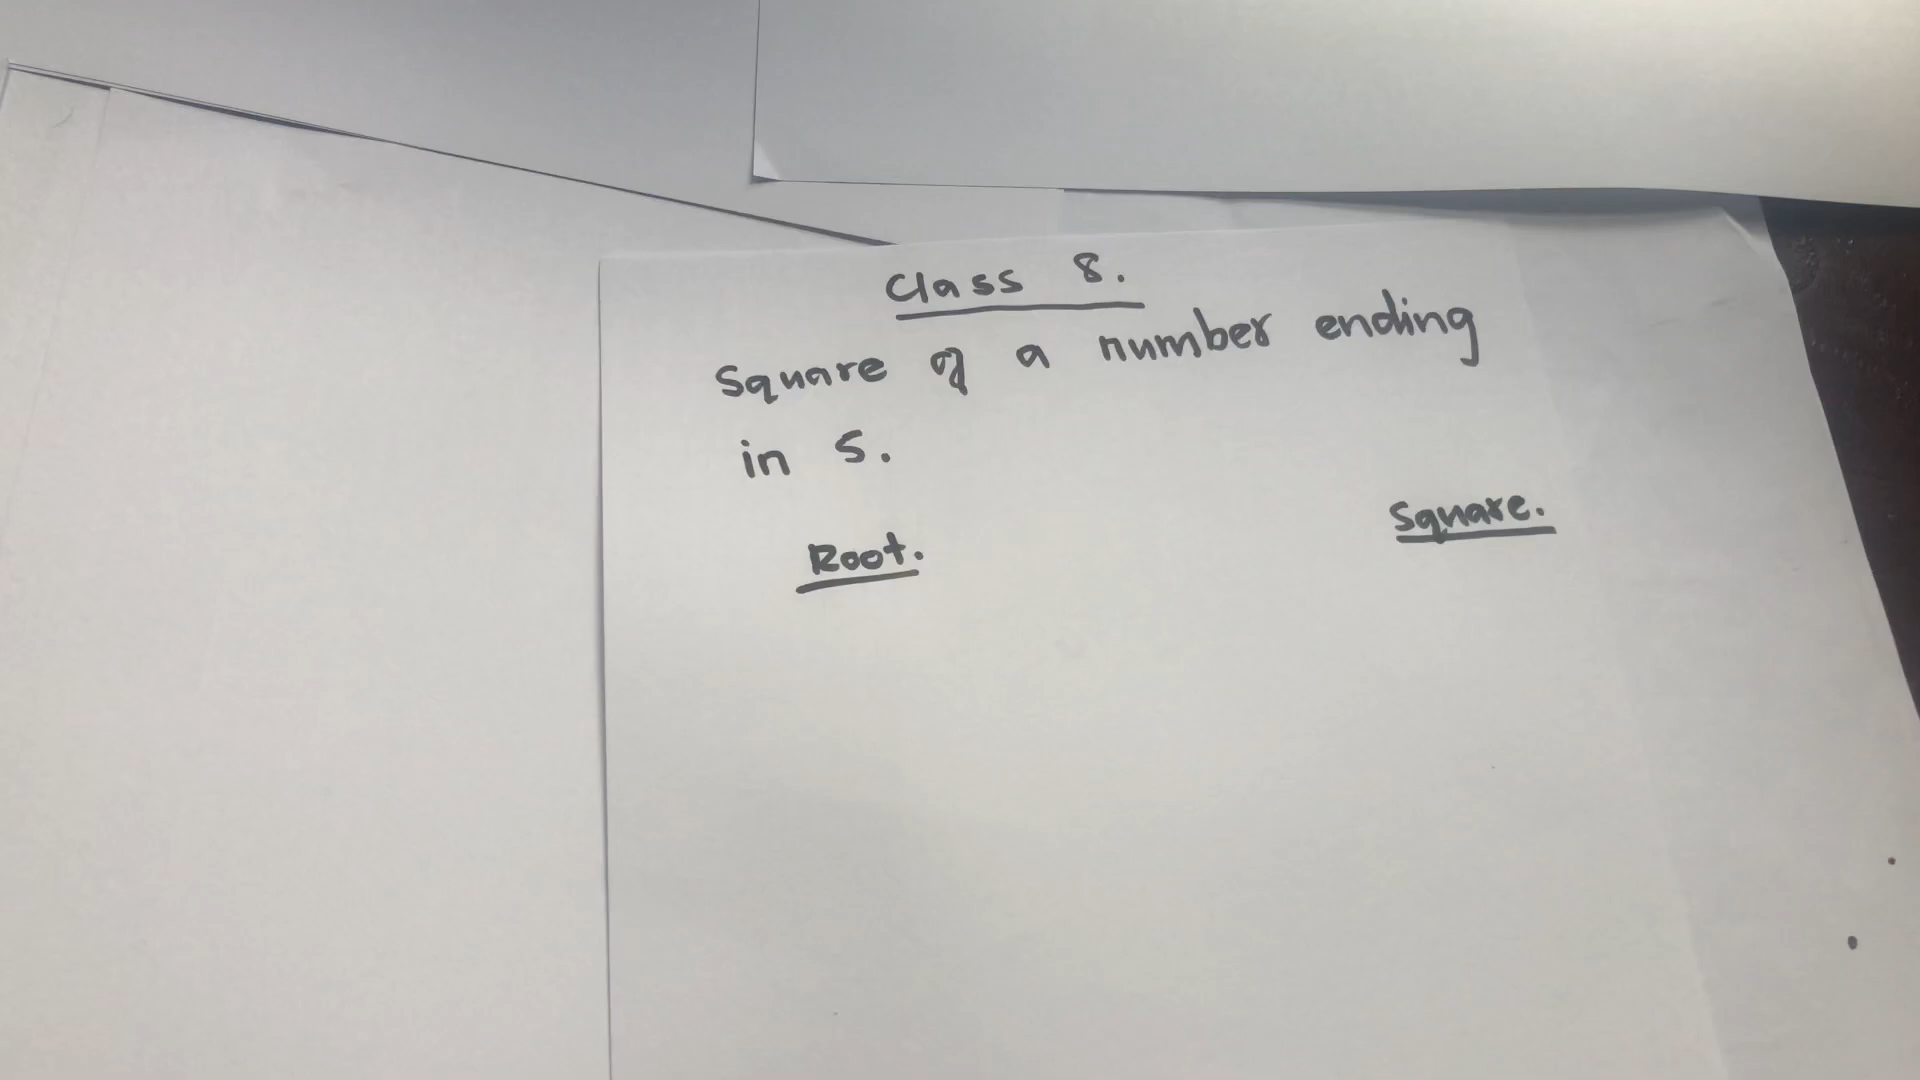 Class 8.
Square of a number ending
in 5.
Root.
Square.